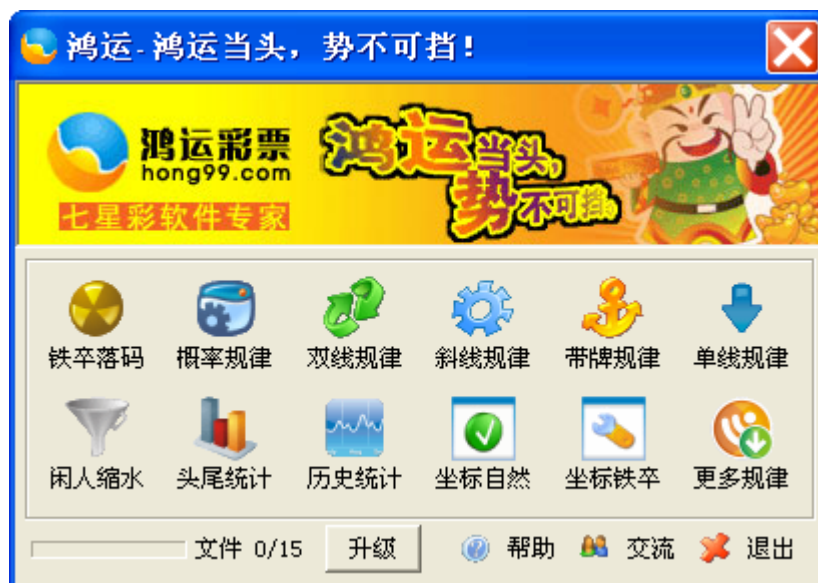 鸿运-鸿运当头，势不可挡!
鸿运彩票
hong99.com
七星彩软件专家
鸿运当头,
势不可挡
铁卒落码 概率规律 双线规律 斜线规律 带牌规律 单线规律
闲人缩水 头尾统计 历史统计 坐标自然 坐标铁卒 更多规律
文件 0/15 升级 帮助 交流 退出